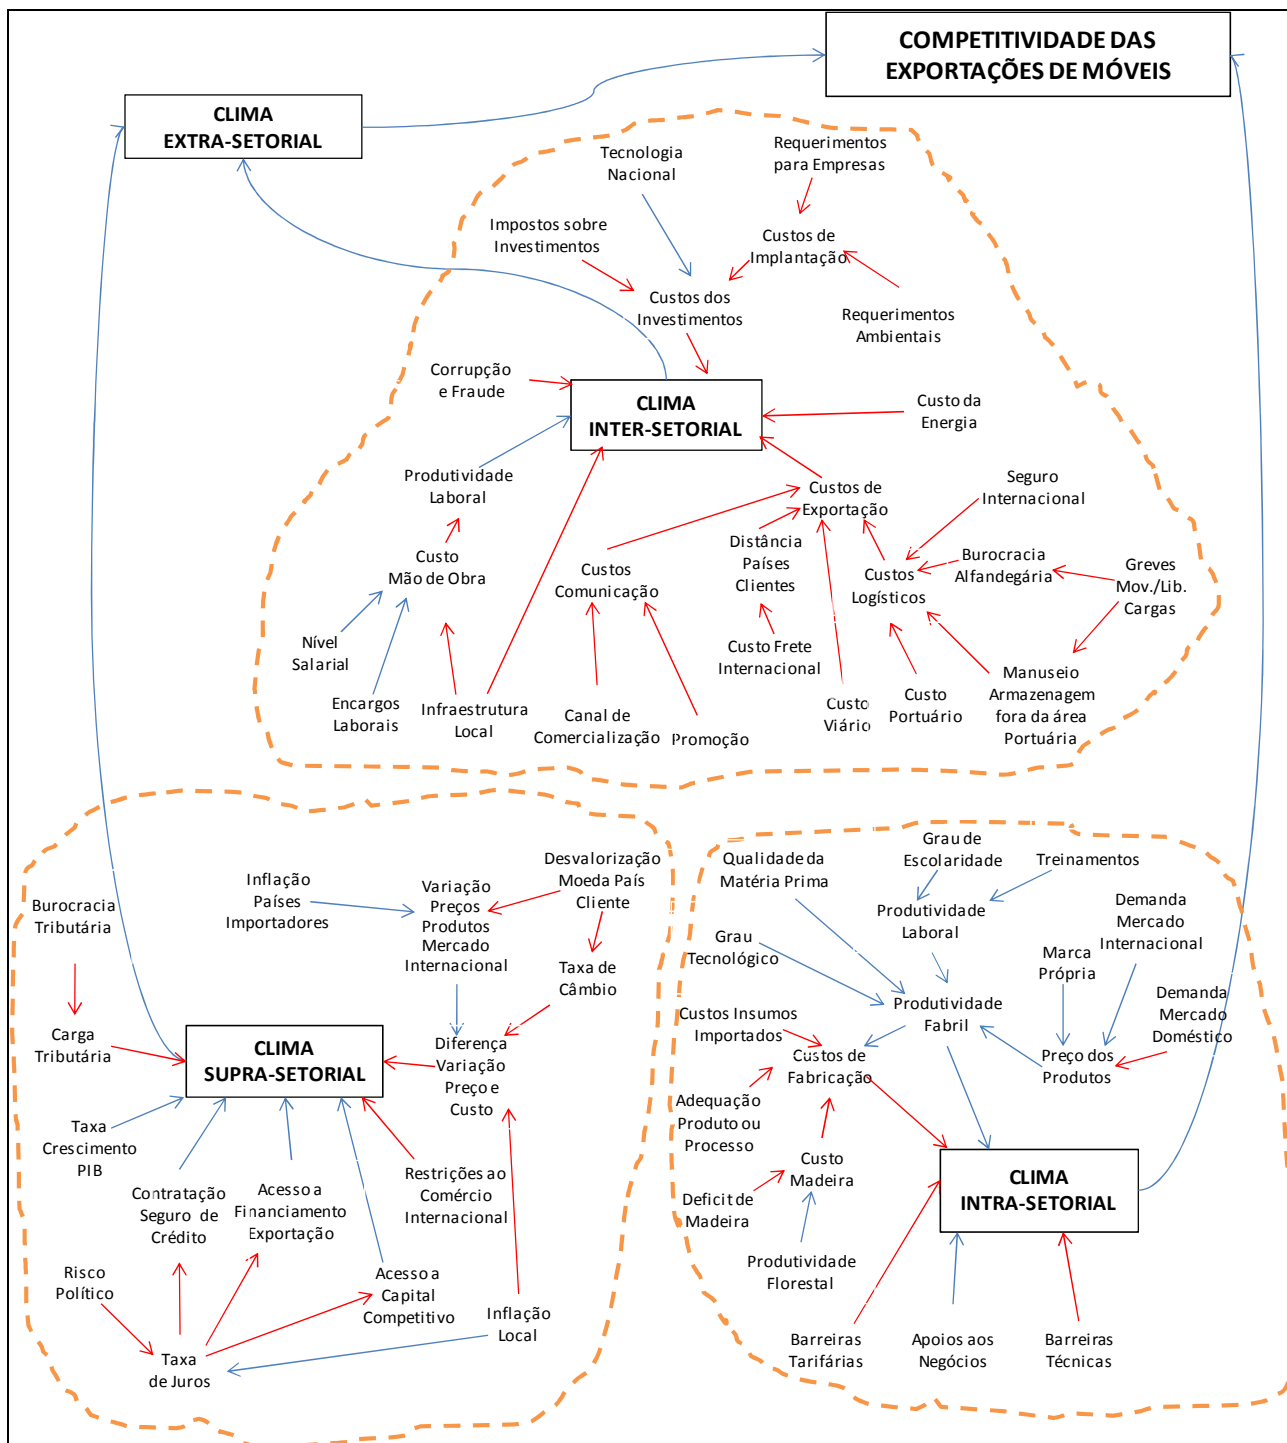 COMPETITIVIDADE DAS
EXPORTAÇÕES DE MÓVEIS
CLIMA
EXTRA-SETORIAL
Tecnologia
Nacional
Requerimentos
para Empresas
Impostos sobre
Investimentos
Custos de
Implantação
Custos dos
Investimentos
Requerimentos
Ambientais
Corrupção
e Fraude
CLIMA
INTER-SETORIAL
Custo da
Energia
Produtividade
Laboral
Custos de
Exportação
Seguro
Internacional
Custo
Mão de Obra
Custos
Comunicação
Distância
Países
Clientes
Custos
Logísticos
Burocracia
Alfandegária
Greves
Mov./Lib.
Cargas
Nível
Salarial
Custo Frete
Internacional
Encargos
Laborais
Infraestrutura
Local
Canal de
Comercialização
Promoção
Custo
Viário
Custo
Portuário
Manuseio
Armazenagem
fora da área
Portuária
Burocracia
Tributária
Inflação
Países
Importadores
Variação
Preços
Produtos
Mercado
Internacional
Desvalorização
Moeda País
Cliente
Taxa de
Câmbio
Carga
Tributária
CLIMA
SUPRA-SETORIAL
Diferença
Variação
Preço e
Custo
Taxa
Crescimento
PIB
Contratação
Seguro de
Crédito
Acesso a
Financiamento
Exportação
Restrições ao
Comércio
Internacional
Risco
Político
Acesso a
Capital
Competitivo
Inflação
Local
Taxa
de Juros
Qualidade da
Matéria Prima
Grau de
Escolaridade
Treinamentos
Produtividade
Laboral
Demanda
Mercado
Internacional
Grau
Tecnológico
Marca
Própria
Custos Insumos
Importados
Produtividade
Fabril
Demanda
Mercado
Doméstico
Custos de
Fabricação
Preço dos
Produtos
Adequação
Produto ou
Processo
Custo
Madeira
Deficit de
Madeira
CLIMA
INTRA-SETORIAL
Produtividade
Florestal
Barreiras
Tarifárias
Apoios aos
Negócios
Barreiras
Técnicas